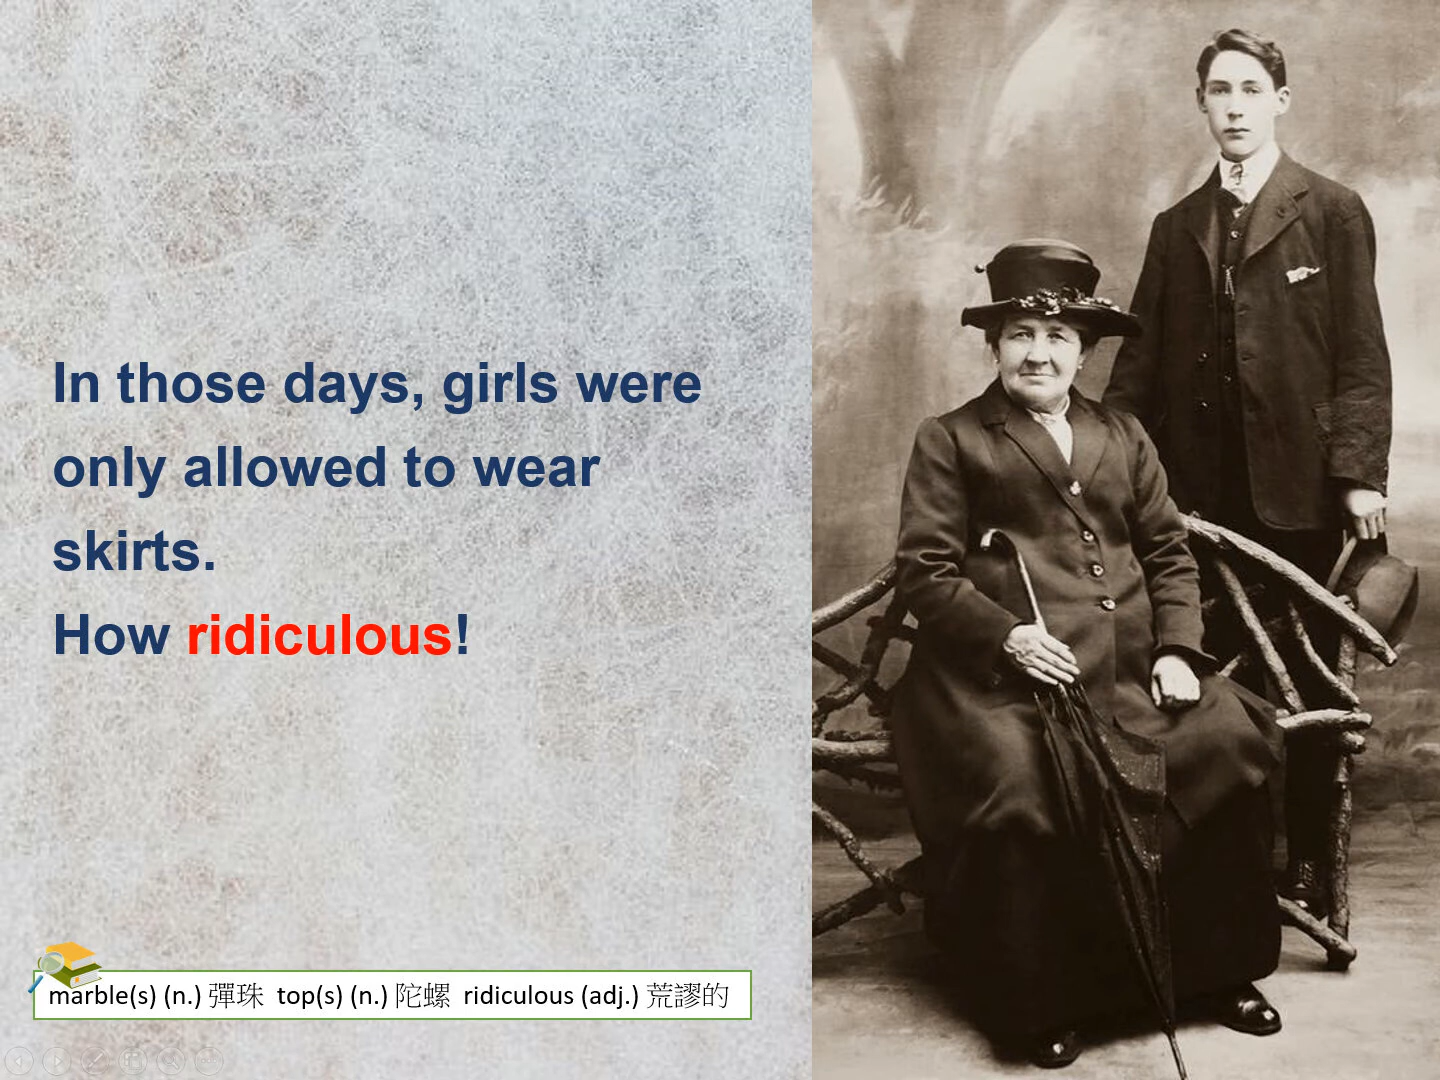 In those days, girls were
only allowed to wear
skirts.
How ridiculous!
marble(s) (n.) 彈珠 top(s) (n.) 陀螺 ridiculous (adj.) 荒謬的